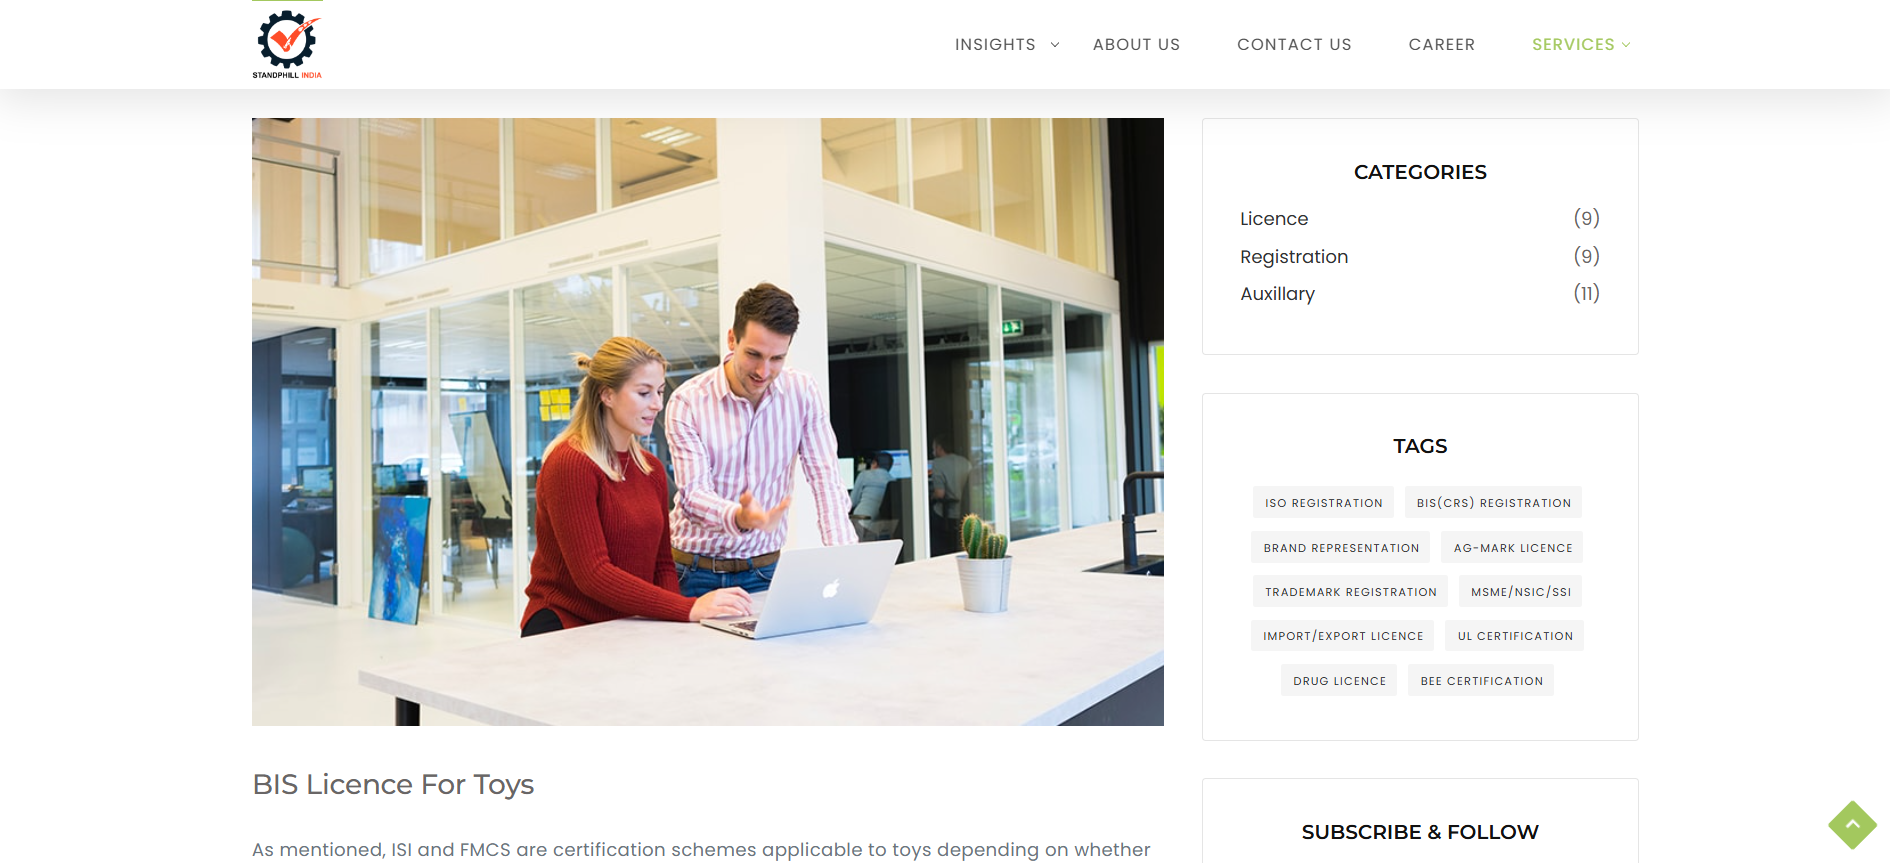 STANDPHILL INDIA
INSIGHTS
ABOUT US
CONTACT US
CAREER
SERVICES
CATEGORIES
Licence (9)
Registration (9)
Auxillary (11)
TAGS
ISO REGISTRATION BIS(CRS) REGISTRATION
BRAND REPRESENTATION AG-MARK LICENCE
TRADEMARK REGISTRATION MSME/NSIC/SSI
IMPORT/EXPORT LICENCE UL CERTIFICATION
DRUG LICENCE BEE CERTIFICATION
BIS Licence For Toys
As mentioned, ISI and FMCS are certification schemes applicable to toys depending on whether
SUBSCRIBE & FOLLOW